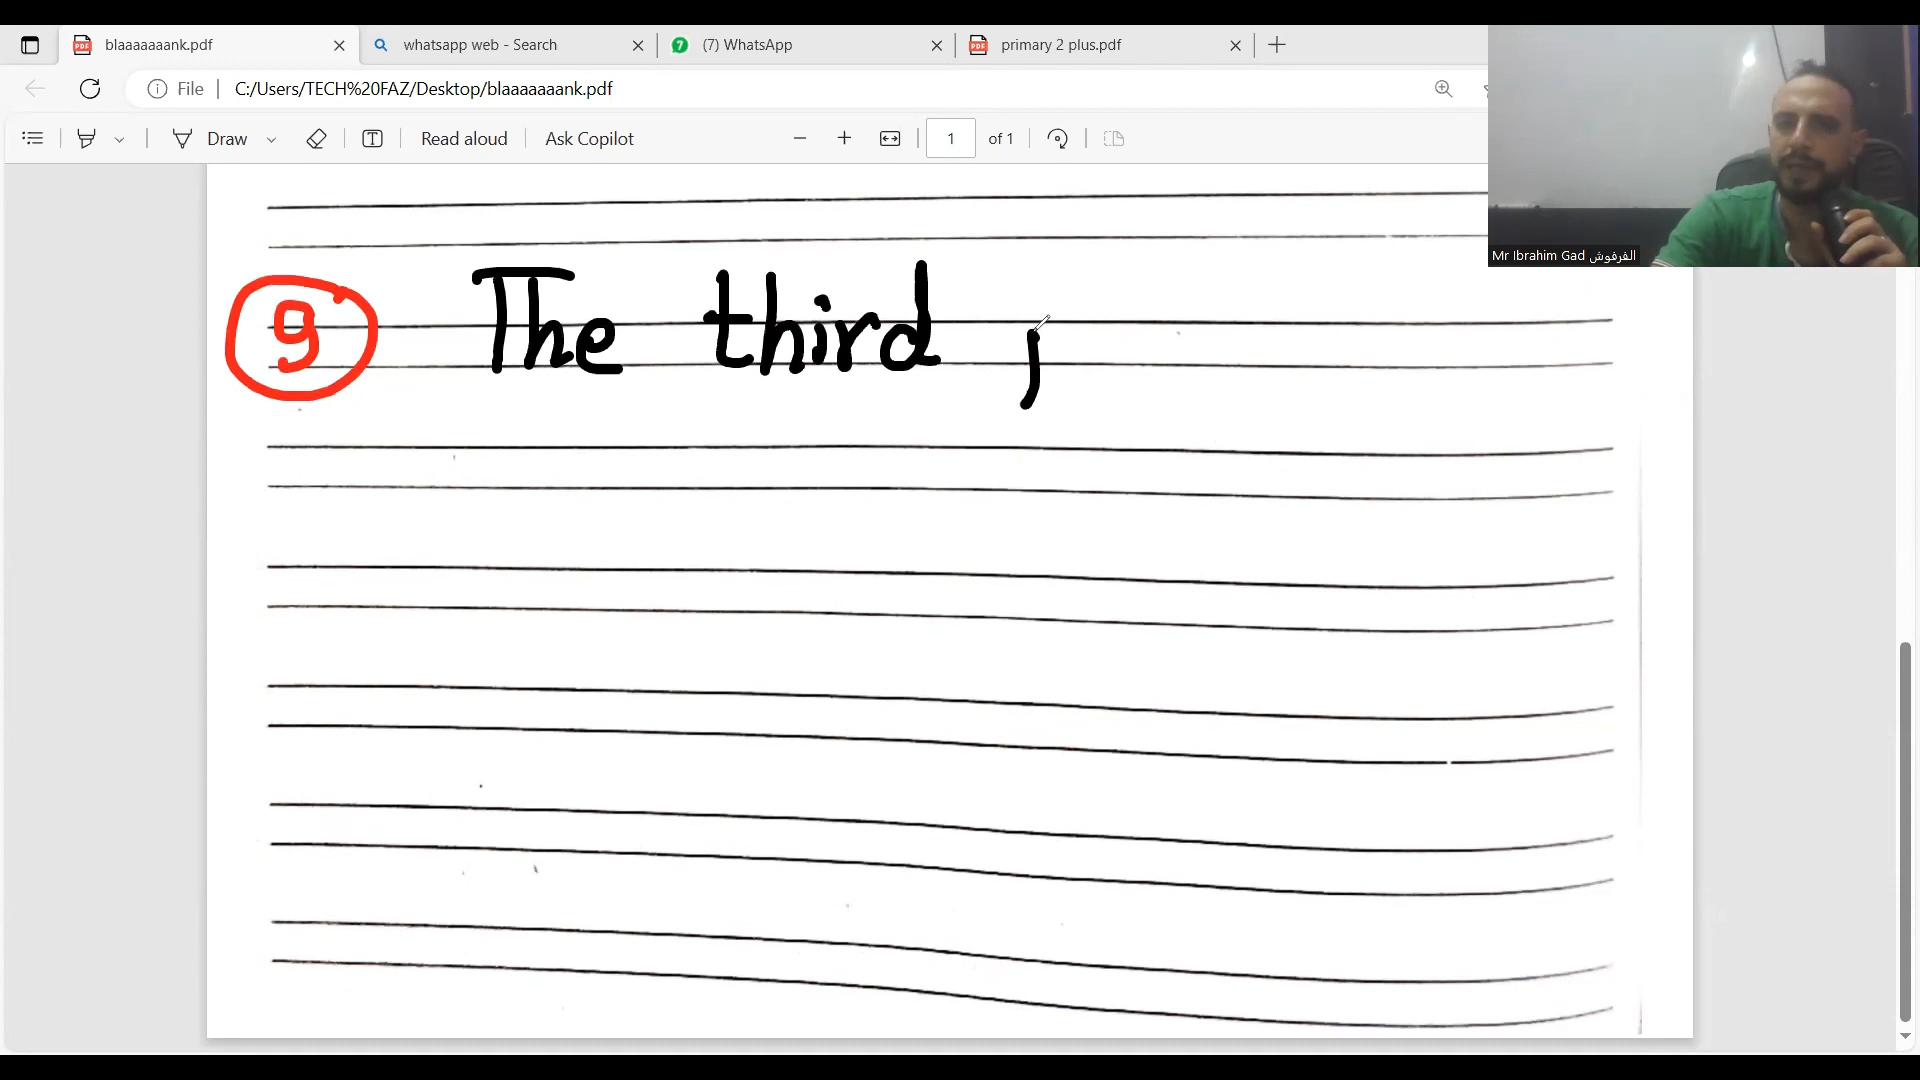 blaaaaaaank.pdf
whatsapp web - Search
(7) WhatsApp
primary 2 plus.pdf
File
C:/Users/TECH%20FAZ/Desktop/blaaaaaaank.pdf
Draw
Read aloud
Ask Copilot
1
of 1
Mr Ibrahim Gad القرفوش
9 The third